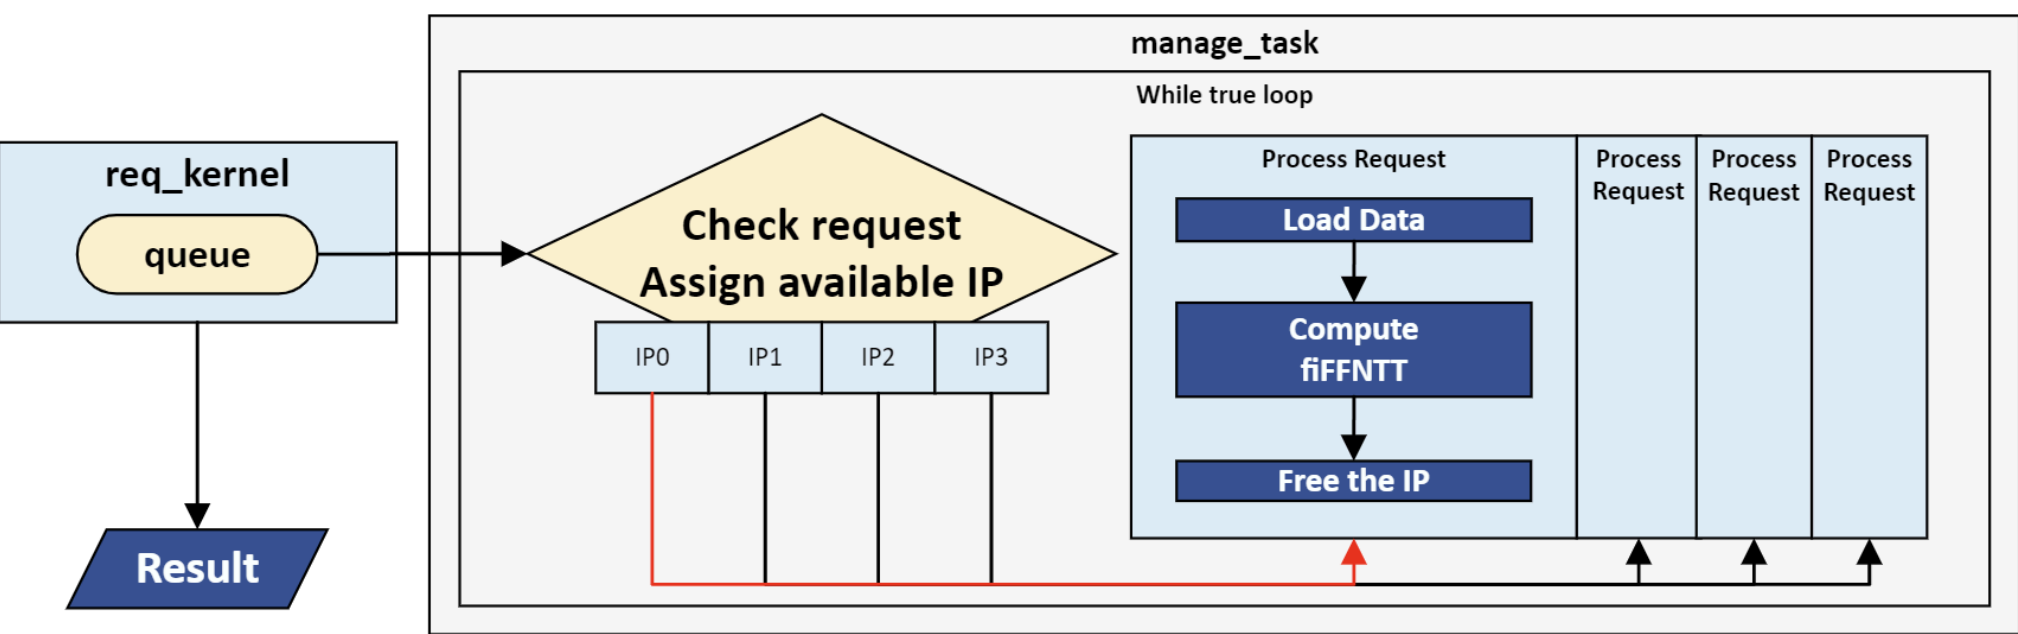 manage_task
While true loop
req_kernel
queue
Result
Check request
Assign available IP
IP0
IP1
IP2
IP3
Process Request
Load Data
Compute
fiFFNTT
Free the IP
Process
Request
Process
Request
Process
Request